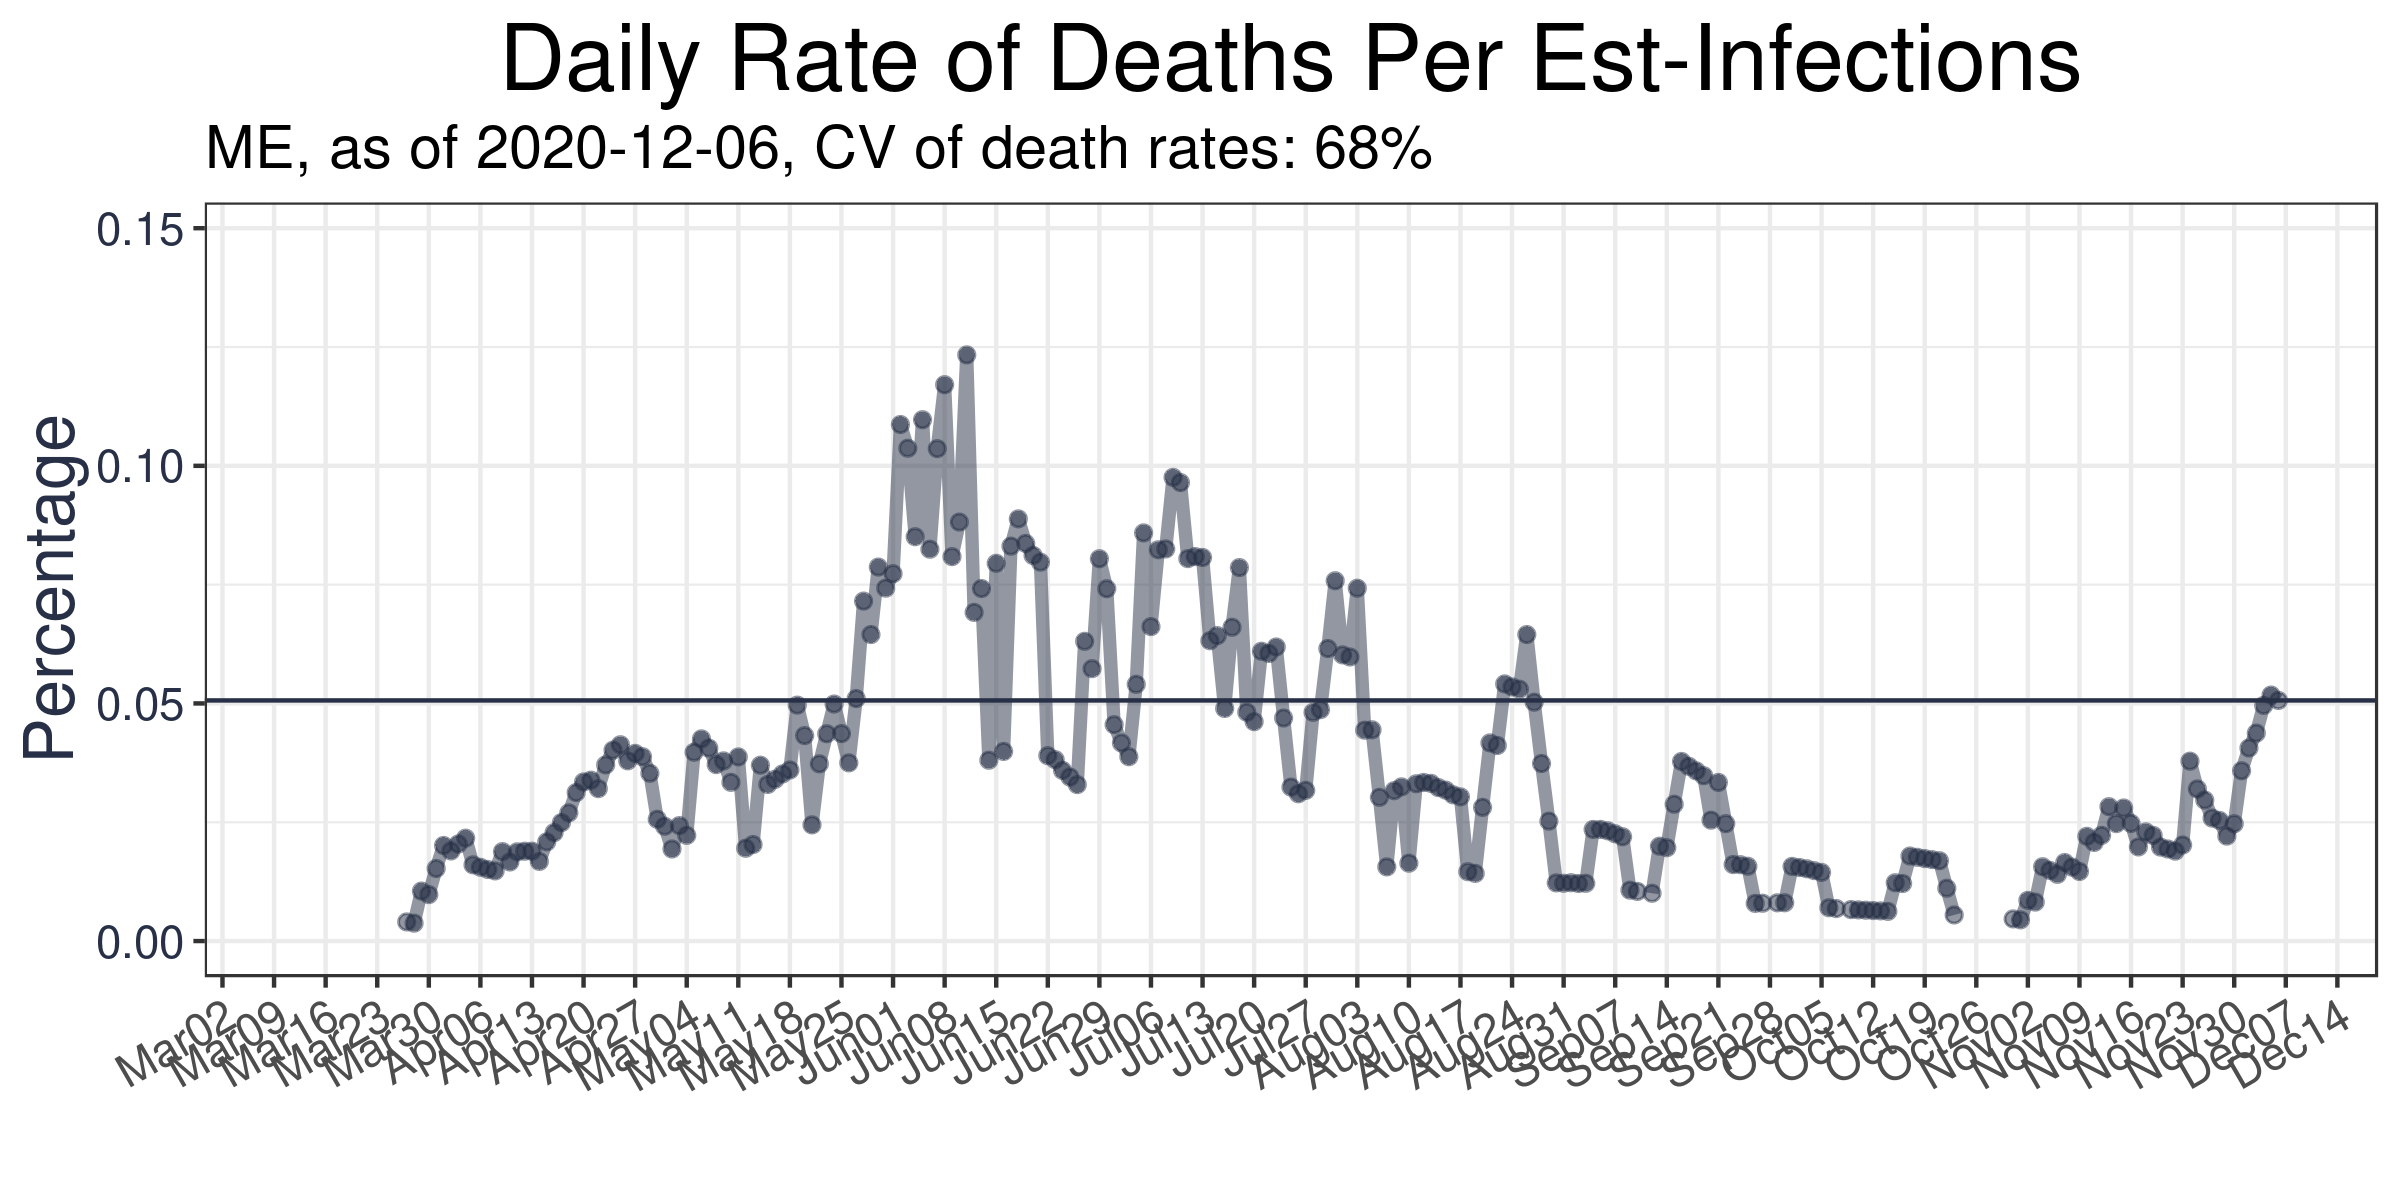 Daily Rate of Deaths Per Est-Infections
ME, as of 2020-12-06, CV of death rates: 68%
Percentage
0.15
0.10
0.05
0.00
Mar02
Mar09
Mar16
Mar23
Mar30
Apr06
Apr13
Apr20
Apr27
May04
May11
May18
May25
Jun01
Jun08
Jun15
Jun22
Jun29
Jul06
Jul13
Jul20
Jul27
Aug03
Aug10
Aug17
Aug24
Aug31
Sep07
Sep14
Sep21
Sep28
Oct05
Oct12
Oct19
Oct26
Nov02
Nov09
Nov16
Nov23
Nov30
Dec07
Dec14